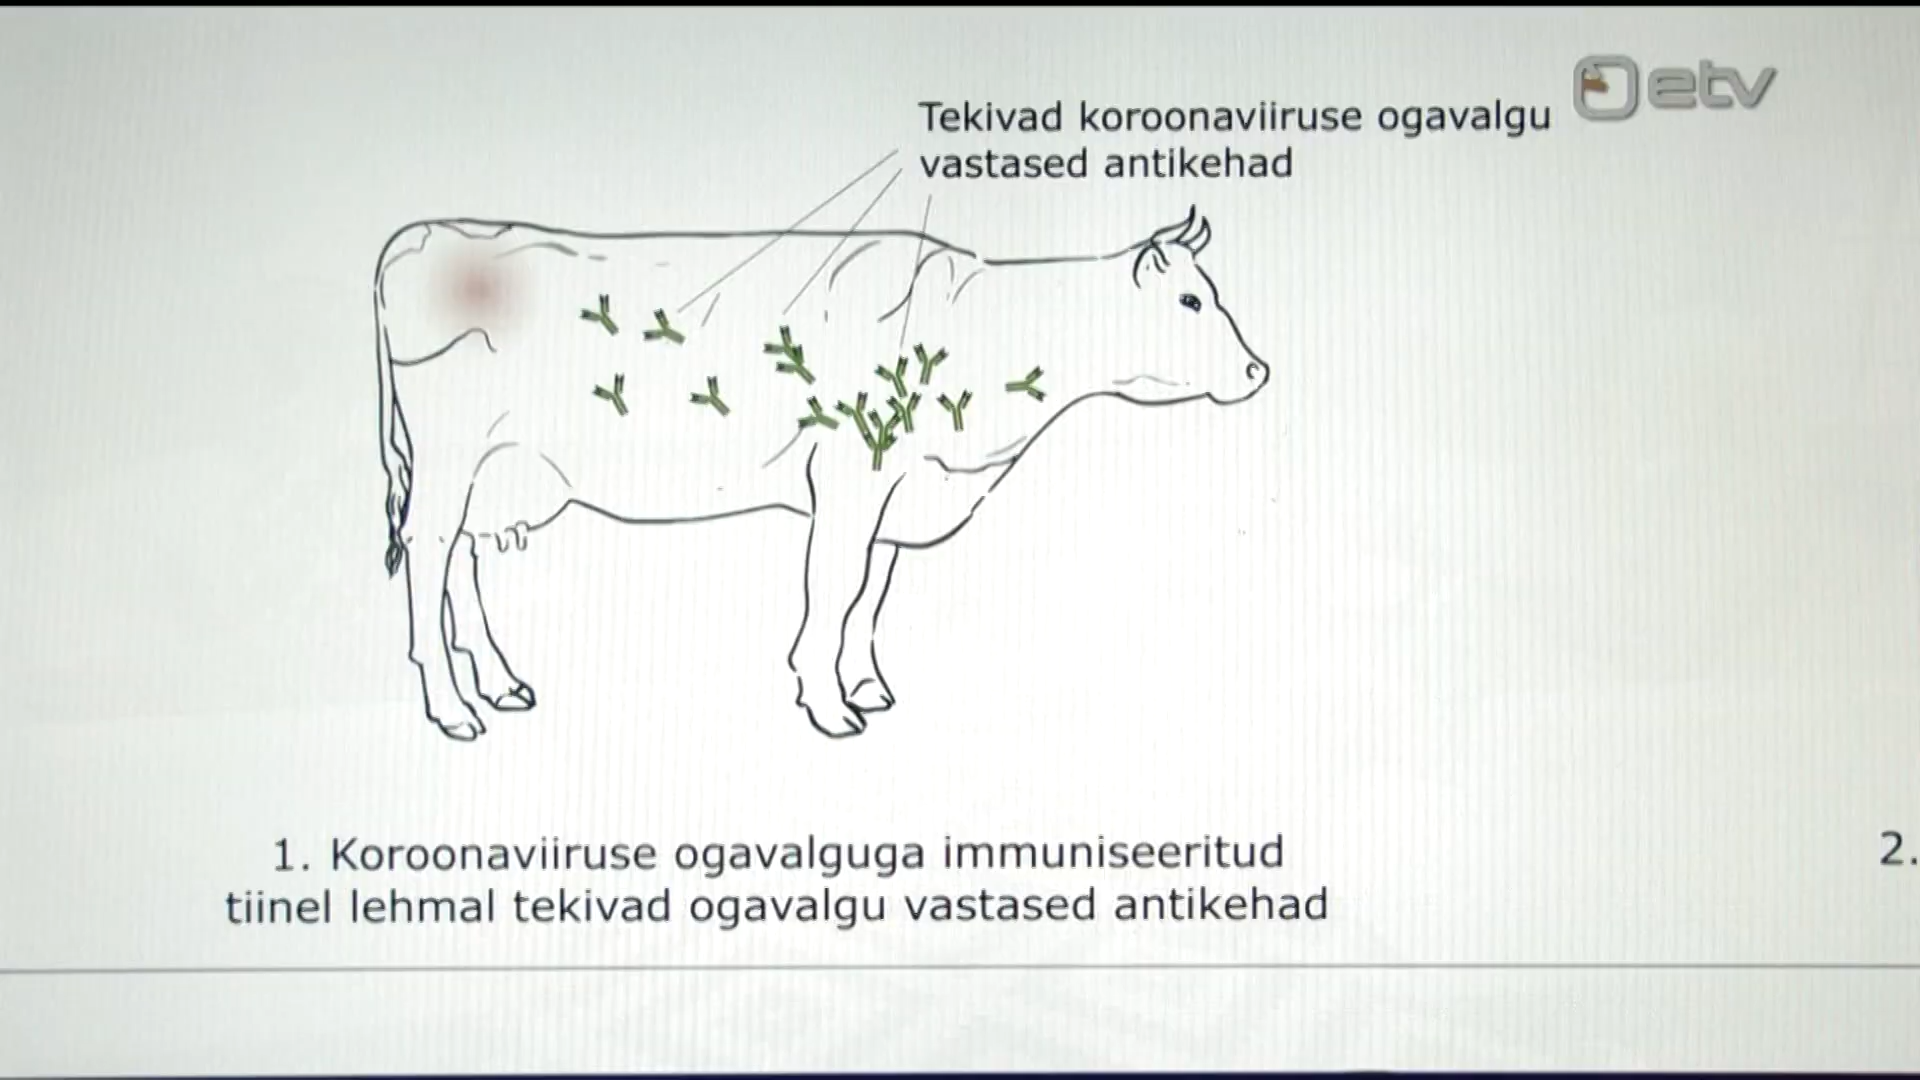 etv
Tekivad koroonaviiruse ogavalgu
vastased antikehad
1. Koroonaviiruse ogavalguga immuniseeritud
tiinel lehmal tekivad ogavalgu vastased antikehad
2.